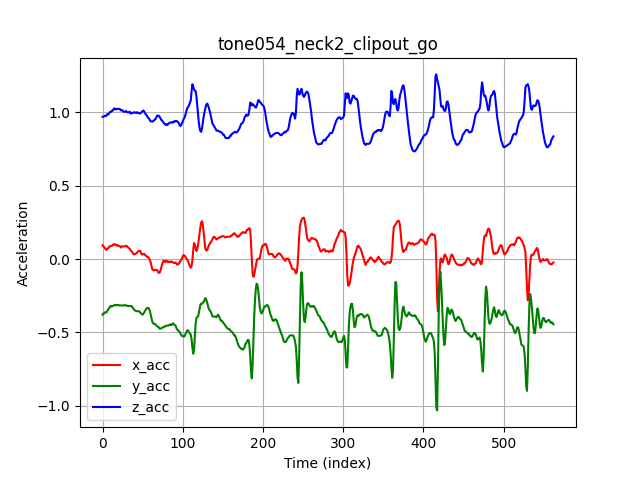 tone054_neck2_clipout_go
Acceleration
1.0
0.5
0.0
−0.5
−1.0
x_acc
y_acc
z_acc
0 100 200 300 400 500
Time (index)